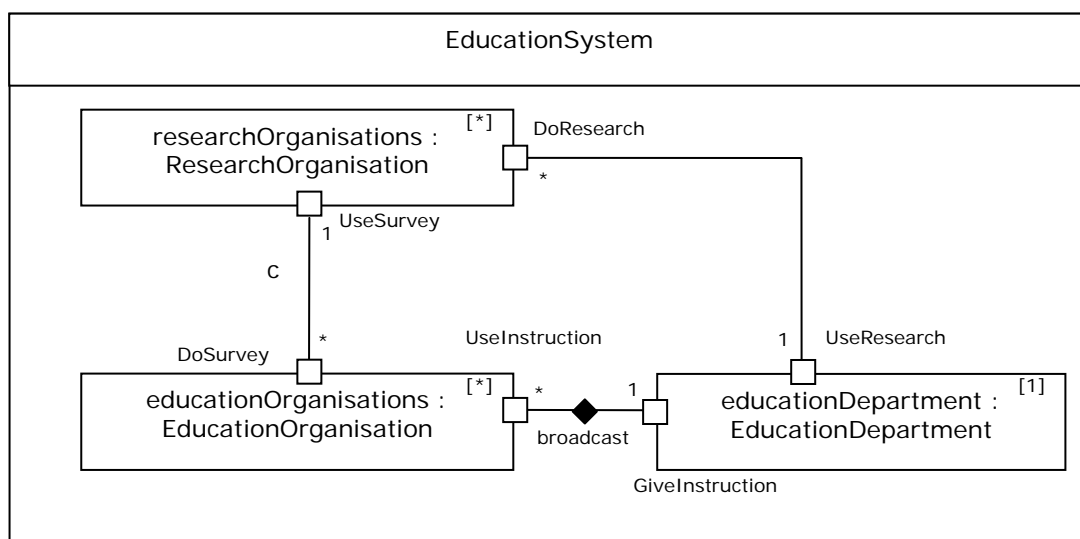 EducationSystem
researchOrganisations :
ResearchOrganisation
[*]
DoResearch
*
UseSurvey
1
c
*
DoSurvey
UseInstruction
1
UseResearch
educationOrganisations :
EducationOrganisation
[*]
*
broadcast
1
educationDepartment :
EducationDepartment
[1]
GiveInstruction